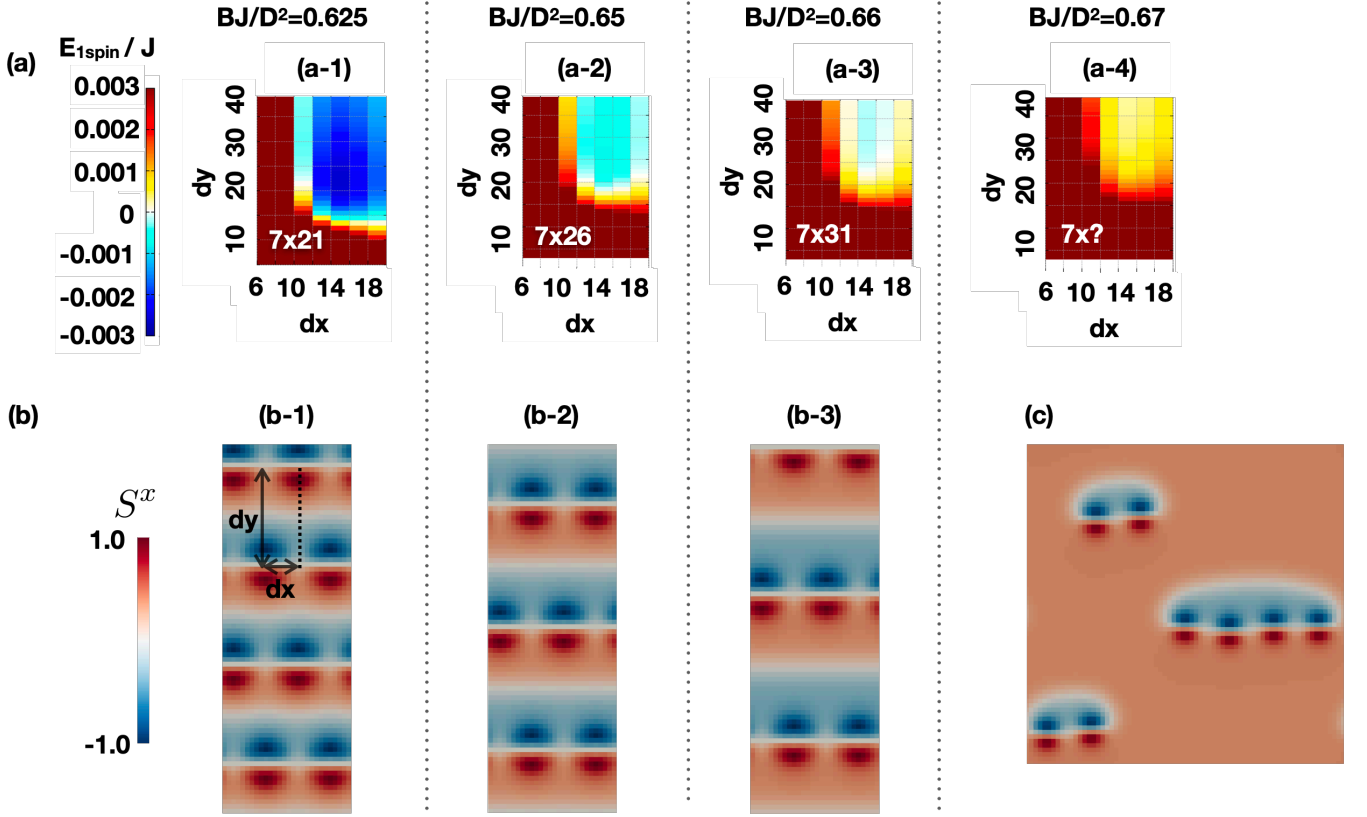 BJ/D²=0.625
BJ/D²=0.65
BJ/D²=0.66
BJ/D²=0.67
(a)
E1spin / J
0.003
0.002
0.001
0
-0.001
-0.002
-0.003
(a-1)
40
30
20
10
dy
7x21
6 10 14 18
dx
(a-2)
40
30
20
10
dy
7x26
6 10 14 18
dx
(a-3)
40
30
20
10
dy
7x31
6 10 14 18
dx
(a-4)
40
30
20
10
dy
7x?
6 10 14 18
dx
(b)
(b-1)
(b-2)
(b-3)
(c)
Sˣ
1.0
-1.0
dy
dx